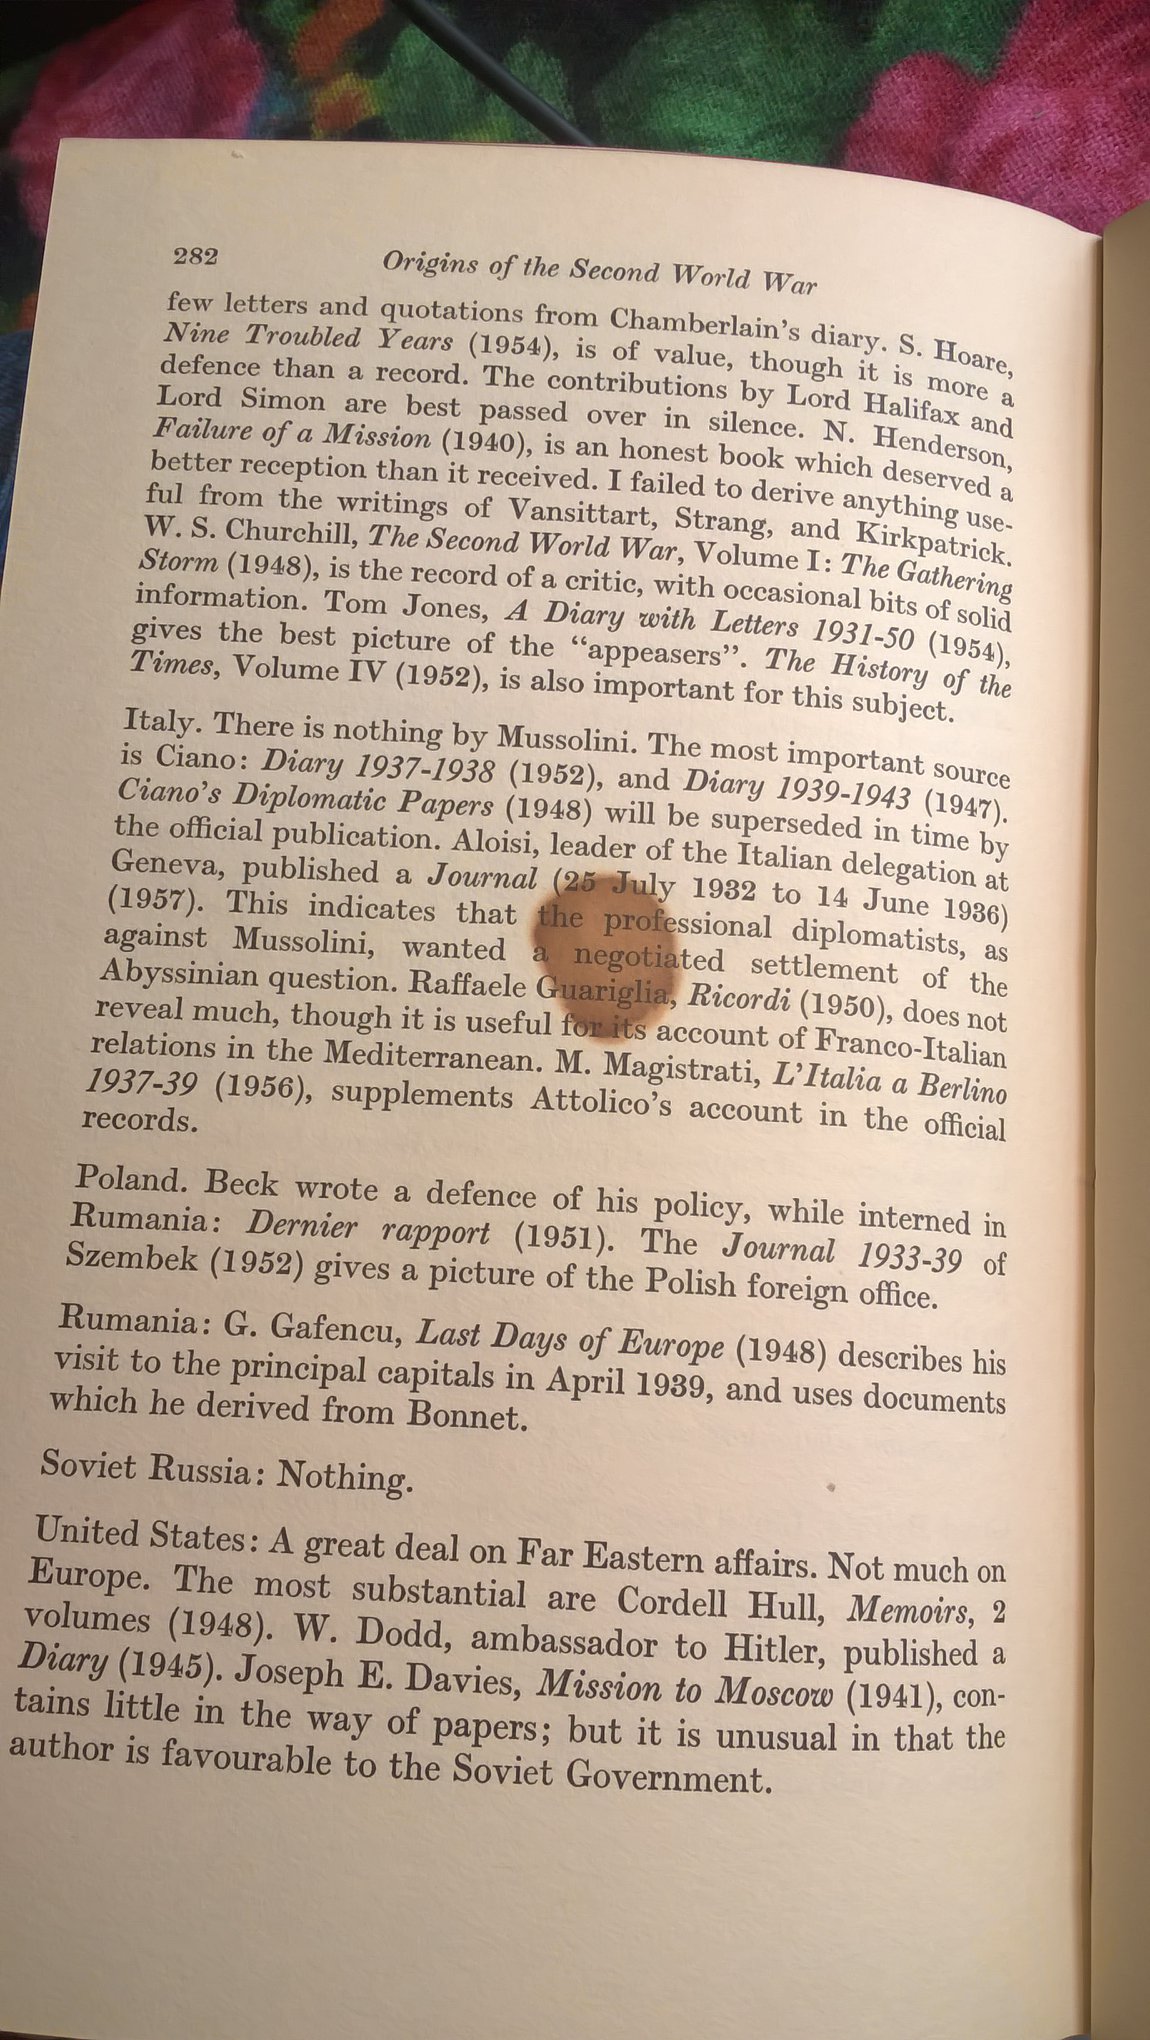 282 Origins of the Second World War
few letters and quotations from Chamberlain's diary. S. Hoare,
Nine Troubled Years (1954), is of value, though it is more a
defence than a record. The contributions by Lord Halifax and
Lord Simon are best passed over in silence. N. Henderson,
Failure of a Mission (1940), is an honest book which deserved a
better reception than it received. I failed to derive anything use-
ful from the writings of Vansittart, Strang, and Kirkpatrick.
W. S. Churchill, The Second World War, Volume I: The Gathering
Storm (1948), is the record of a critic, with occasional bits of solid
information. Tom Jones, A Diary with Letters 1931-50 (1954),
gives the best picture of the “appeasers”. The History of the
Times, Volume IV (1952), is also important for this subject.
Italy. There is nothing by Mussolini. The most important source
is Ciano: Diary 1937-1938 (1952), and Diary 1939-1943 (1947).
Ciano's Diplomatic Papers (1948) will be superseded in time by
the official publication. Aloisi, leader of the Italian delegation at
Geneva, published a Journal (25 July 1932 to 14 June 1936)
(1957). This indicates that the professional diplomatists, as
against Mussolini, wanted a negotiated settlement of the
Abyssinian question. Raffaele Guariglia, Ricordi (1950), does not
reveal much, though it is useful for its account of Franco-Italian
relations in the Mediterranean. M. Magistrati, L'Italia a Berlino
1937-39 (1956), supplements Attolico's account in the official
records.
Poland. Beck wrote a defence of his policy, while interned in
Rumania: Dernier rapport (1951). The Journal 1933-39 of
Szembek (1952) gives a picture of the Polish foreign office.
Rumania: G. Gafencu, Last Days of Europe (1948) describes his
visit to the principal capitals in April 1939, and uses documents
which he derived from Bonnet.
Soviet Russia: Nothing.
United States: A great deal on Far Eastern affairs. Not much on
Europe. The most substantial are Cordell Hull, Memoirs, 2
volumes (1948). W. Dodd, ambassador to Hitler, published a
Diary (1945). Joseph E. Davies, Mission to Moscow (1941), con-
tains little in the way of papers; but it is unusual in that the
author is favourable to the Soviet Government.